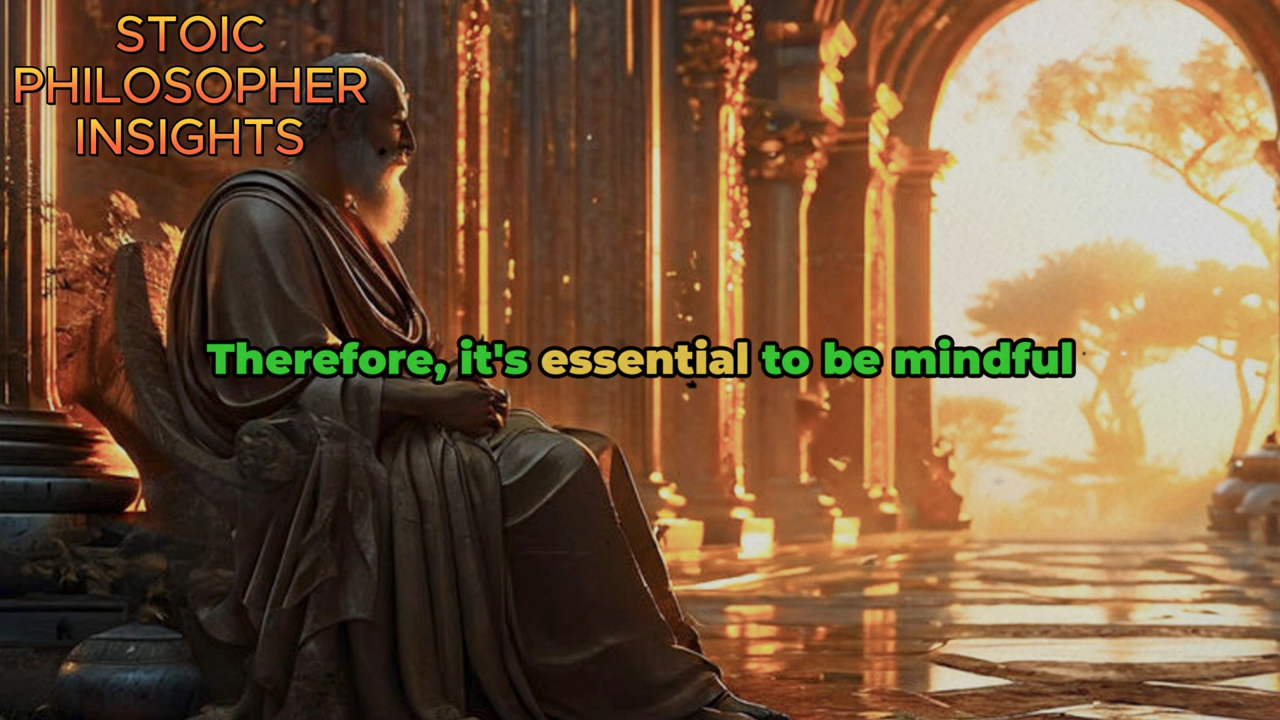 STOIC
PHILOSOPHER
INSIGHTS
Therefore, it's essential to be mindful